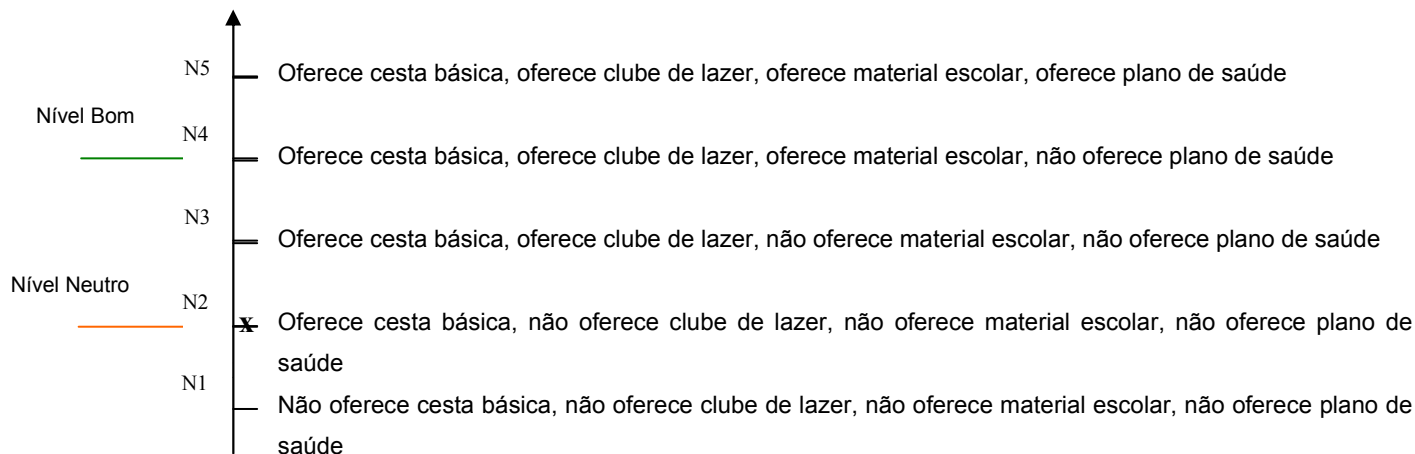 N5
Oferece cesta básica, oferece clube de lazer, oferece material escolar, oferece plano de saúde
Nível Bom
N4
Oferece cesta básica, oferece clube de lazer, oferece material escolar, não oferece plano de saúde
N3
Oferece cesta básica, oferece clube de lazer, não oferece material escolar, não oferece plano de saúde
Nível Neutro
N2
X
Oferece cesta básica, não oferece clube de lazer, não oferece material escolar, não oferece plano de
saúde
N1
Não oferece cesta básica, não oferece clube de lazer, não oferece material escolar, não oferece plano de
saúde